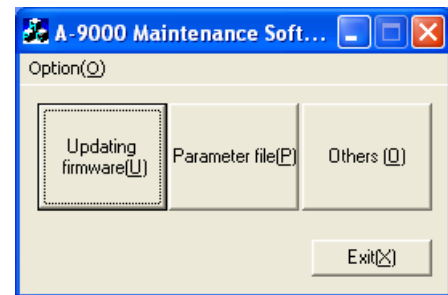 A-9000 Maintenance Soft...
Option(O)
Updating
firmware(U)
Parameter file(P)
Others (O)
Exit(X)